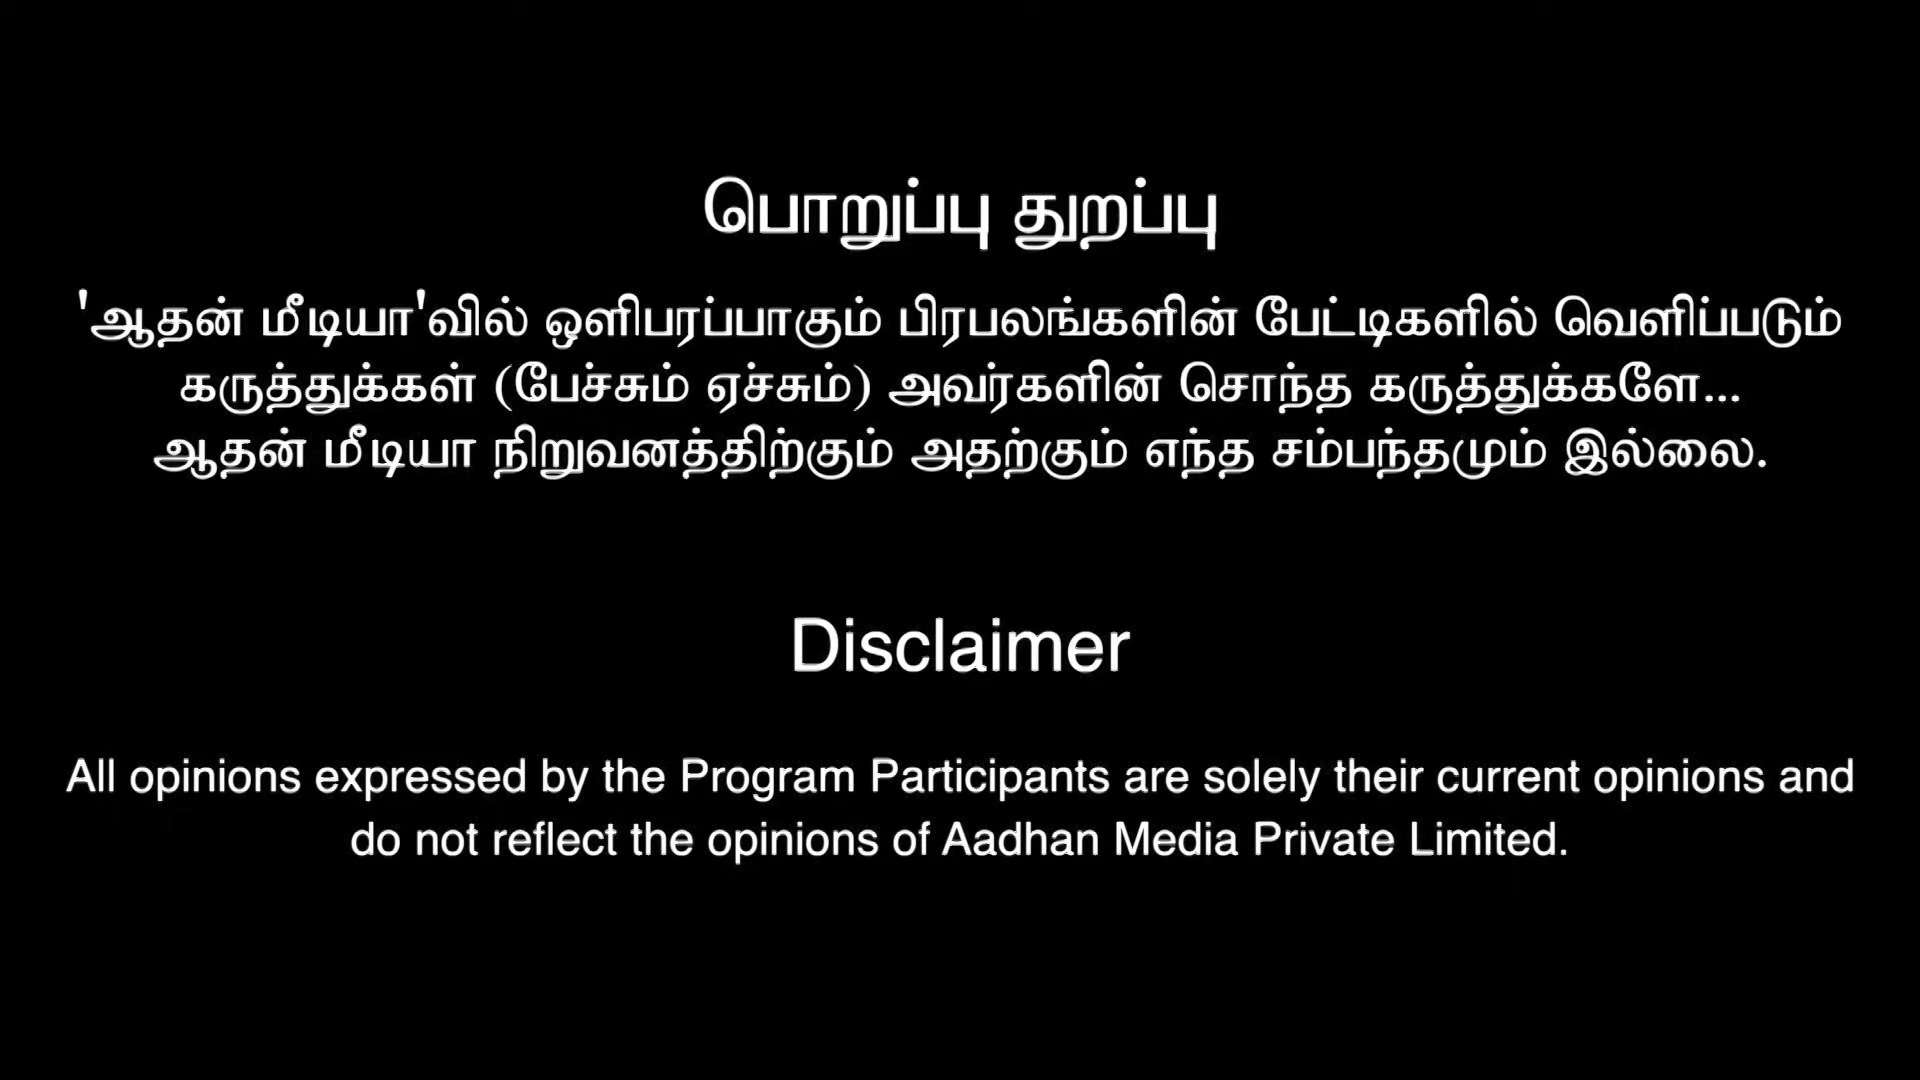 பொறுப்பு துறப்பு
'ஆதன் மீடியா'வில் ஒளிபரப்பாகும் பிரபலங்களின் பேட்டிகளில் வெளிப்படும்
கருத்துக்கள் (பேச்சும் ஏச்சும்) அவர்களின் சொந்த கருத்துக்களே...
ஆதன் மீடியா நிறுவனத்திற்கும் அதற்கும் எந்த சம்பந்தமும் இல்லை.
Disclaimer
All opinions expressed by the Program Participants are solely their current opinions and
do not reflect the opinions of Aadhan Media Private Limited.